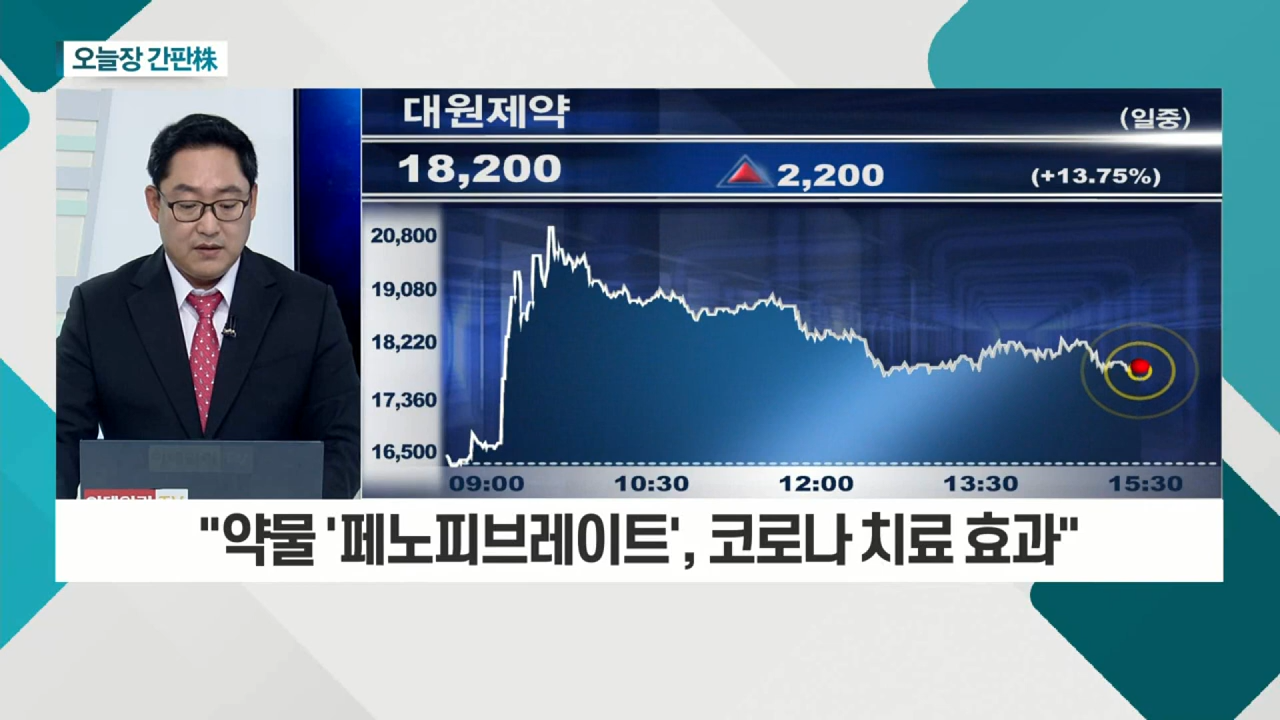 오늘장 간판株
대원제약
(일중)
18,200 ▲ 2,200 (+13.75%)
20,800
19,080
18,220
17,360
16,500
09:00 10:30 12:00 13:30 15:30
"약물 '페노피브레이트', 코로나 치료 효과"